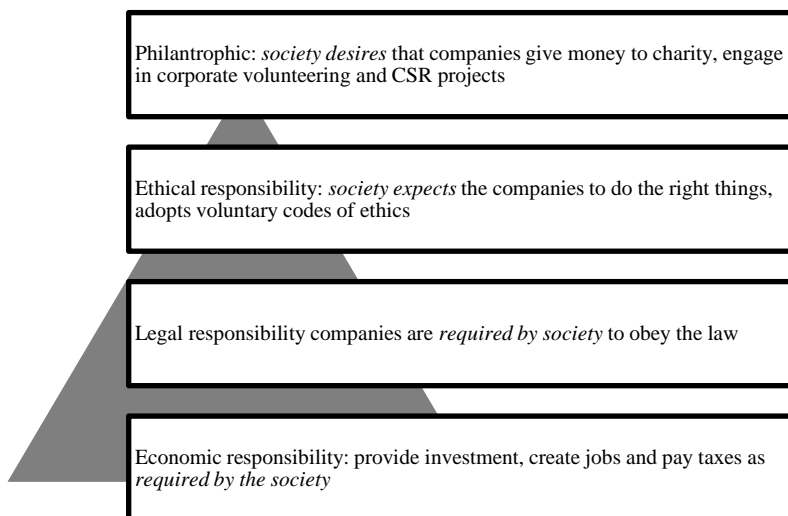 Philantrophic: society desires that companies give money to charity, engage
in corporate volunteering and CSR projects
Ethical responsibility: society expects the companies to do the right things,
adopts voluntary codes of ethics
Legal responsibility companies are required by society to obey the law
Economic responsibility: provide investment, create jobs and pay taxes as
required by the society